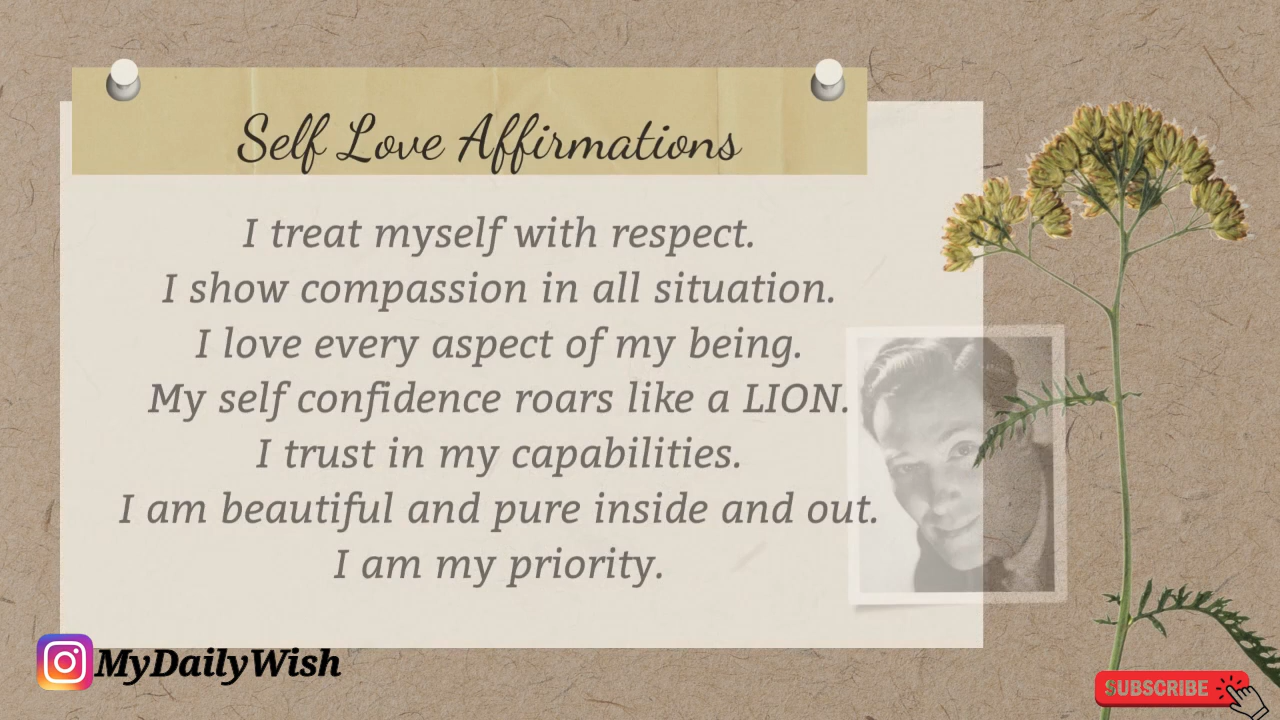 Self Love Affirmations
I treat myself with respect.
I show compassion in all situation.
I love every aspect of my being.
My self confidence roars like a LION.
I trust in my capabilities.
I am beautiful and pure inside and out.
I am my priority.
MyDailyWish
SUBSCRIBE